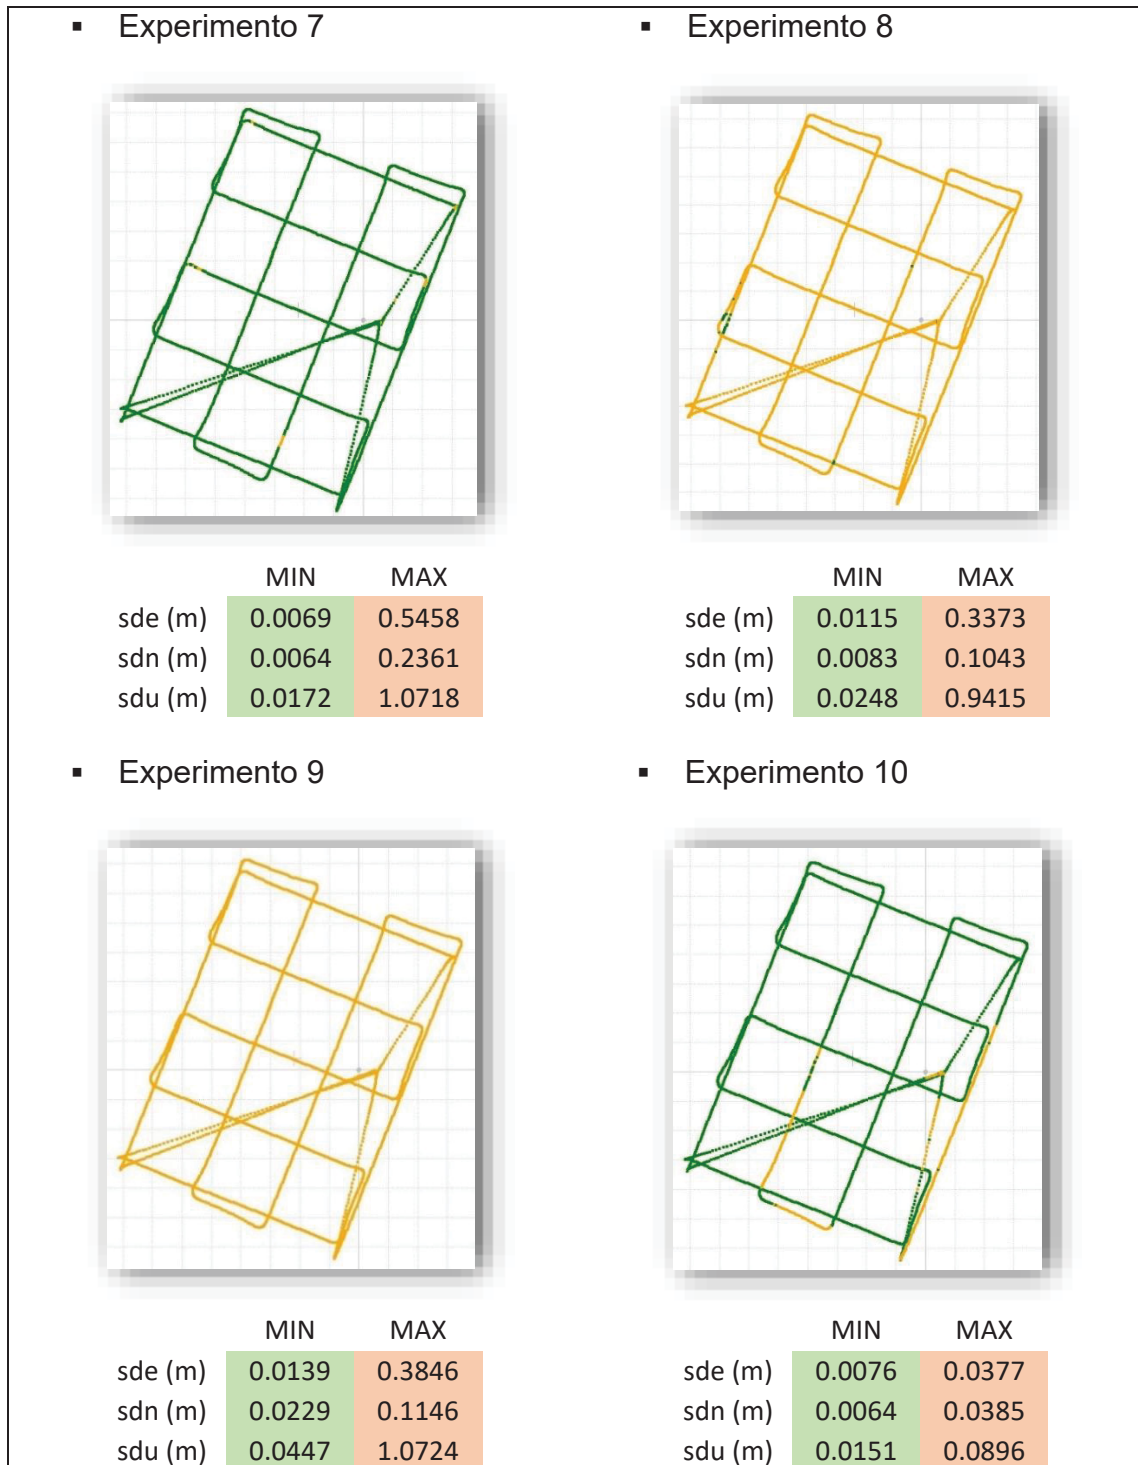 ▪ Experimento 7
▪ Experimento 8
MIN MAX
sde (m) 0.0069 0.5458
sdn (m) 0.0064 0.2361
sdu (m) 0.0172 1.0718
MIN MAX
sde (m) 0.0115 0.3373
sdn (m) 0.0083 0.1043
sdu (m) 0.0248 0.9415
▪ Experimento 9
▪ Experimento 10
MIN MAX
sde (m) 0.0139 0.3846
sdn (m) 0.0229 0.1146
sdu (m) 0.0447 1.0724
MIN MAX
sde (m) 0.0076 0.0377
sdn (m) 0.0064 0.0385
sdu (m) 0.0151 0.0896